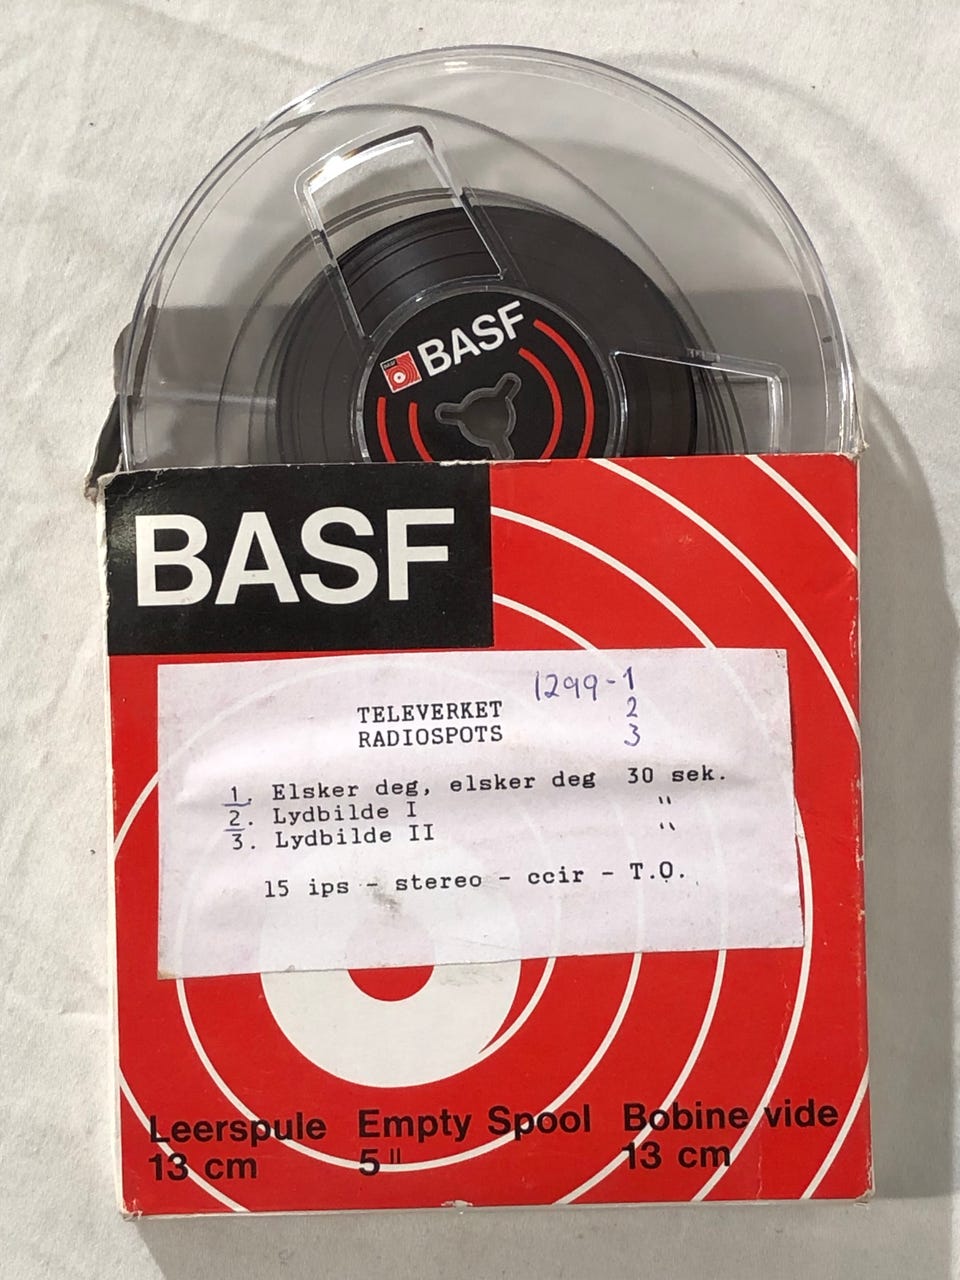 BASF
BASF
1299-1
2
3
TELEVERKET
RADIOSPOTS
1. Elsker deg, elsker deg 30 sek.
2. Lydbilde I "
3. Lydbilde II "
15 ips - stereo - ccir - T.O.
Leerspule Empty Spool Bobine vide
13 cm 5" 13 cm